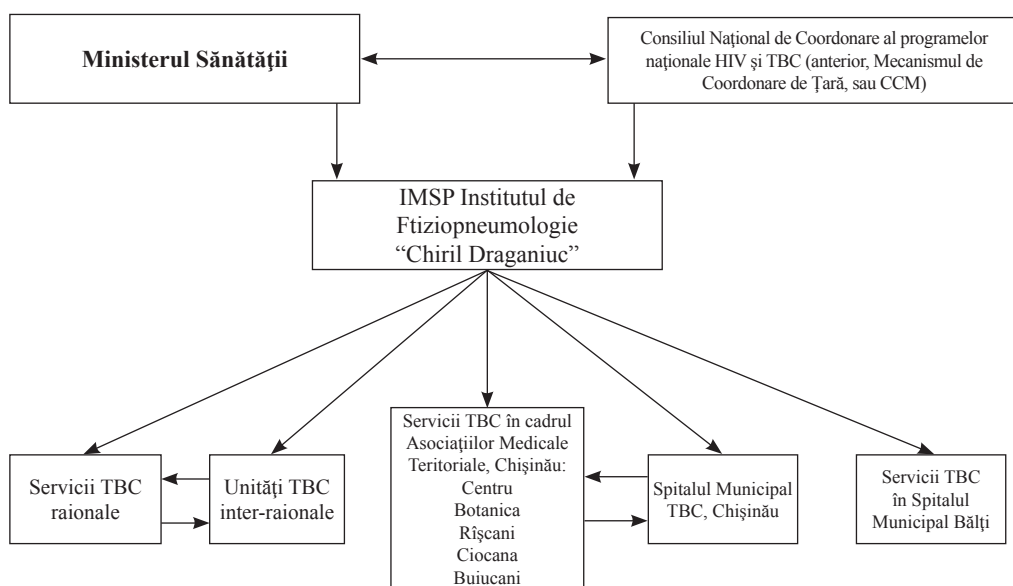 Ministerul Sănătăţii
Consiliul Naţional de Coordonare al programelor
naţionale HIV şi TBC (anterior, Mecanismul de
Coordonare de Ţară, sau CCM)
IMSP Institutul de
Ftiziopneumologie
“Chiril Draganiuc”
Servicii TBC
raionale
Unităţi TBC
inter-raionale
Servicii TBC în cadrul
Asociaţiilor Medicale
Teritoriale, Chişinău:
Centru
Botanica
Rîşcani
Ciocana
Buiucani
Spitalul Municipal
TBC, Chişinău
Servicii TBC
în Spitalul
Municipal Bălţi